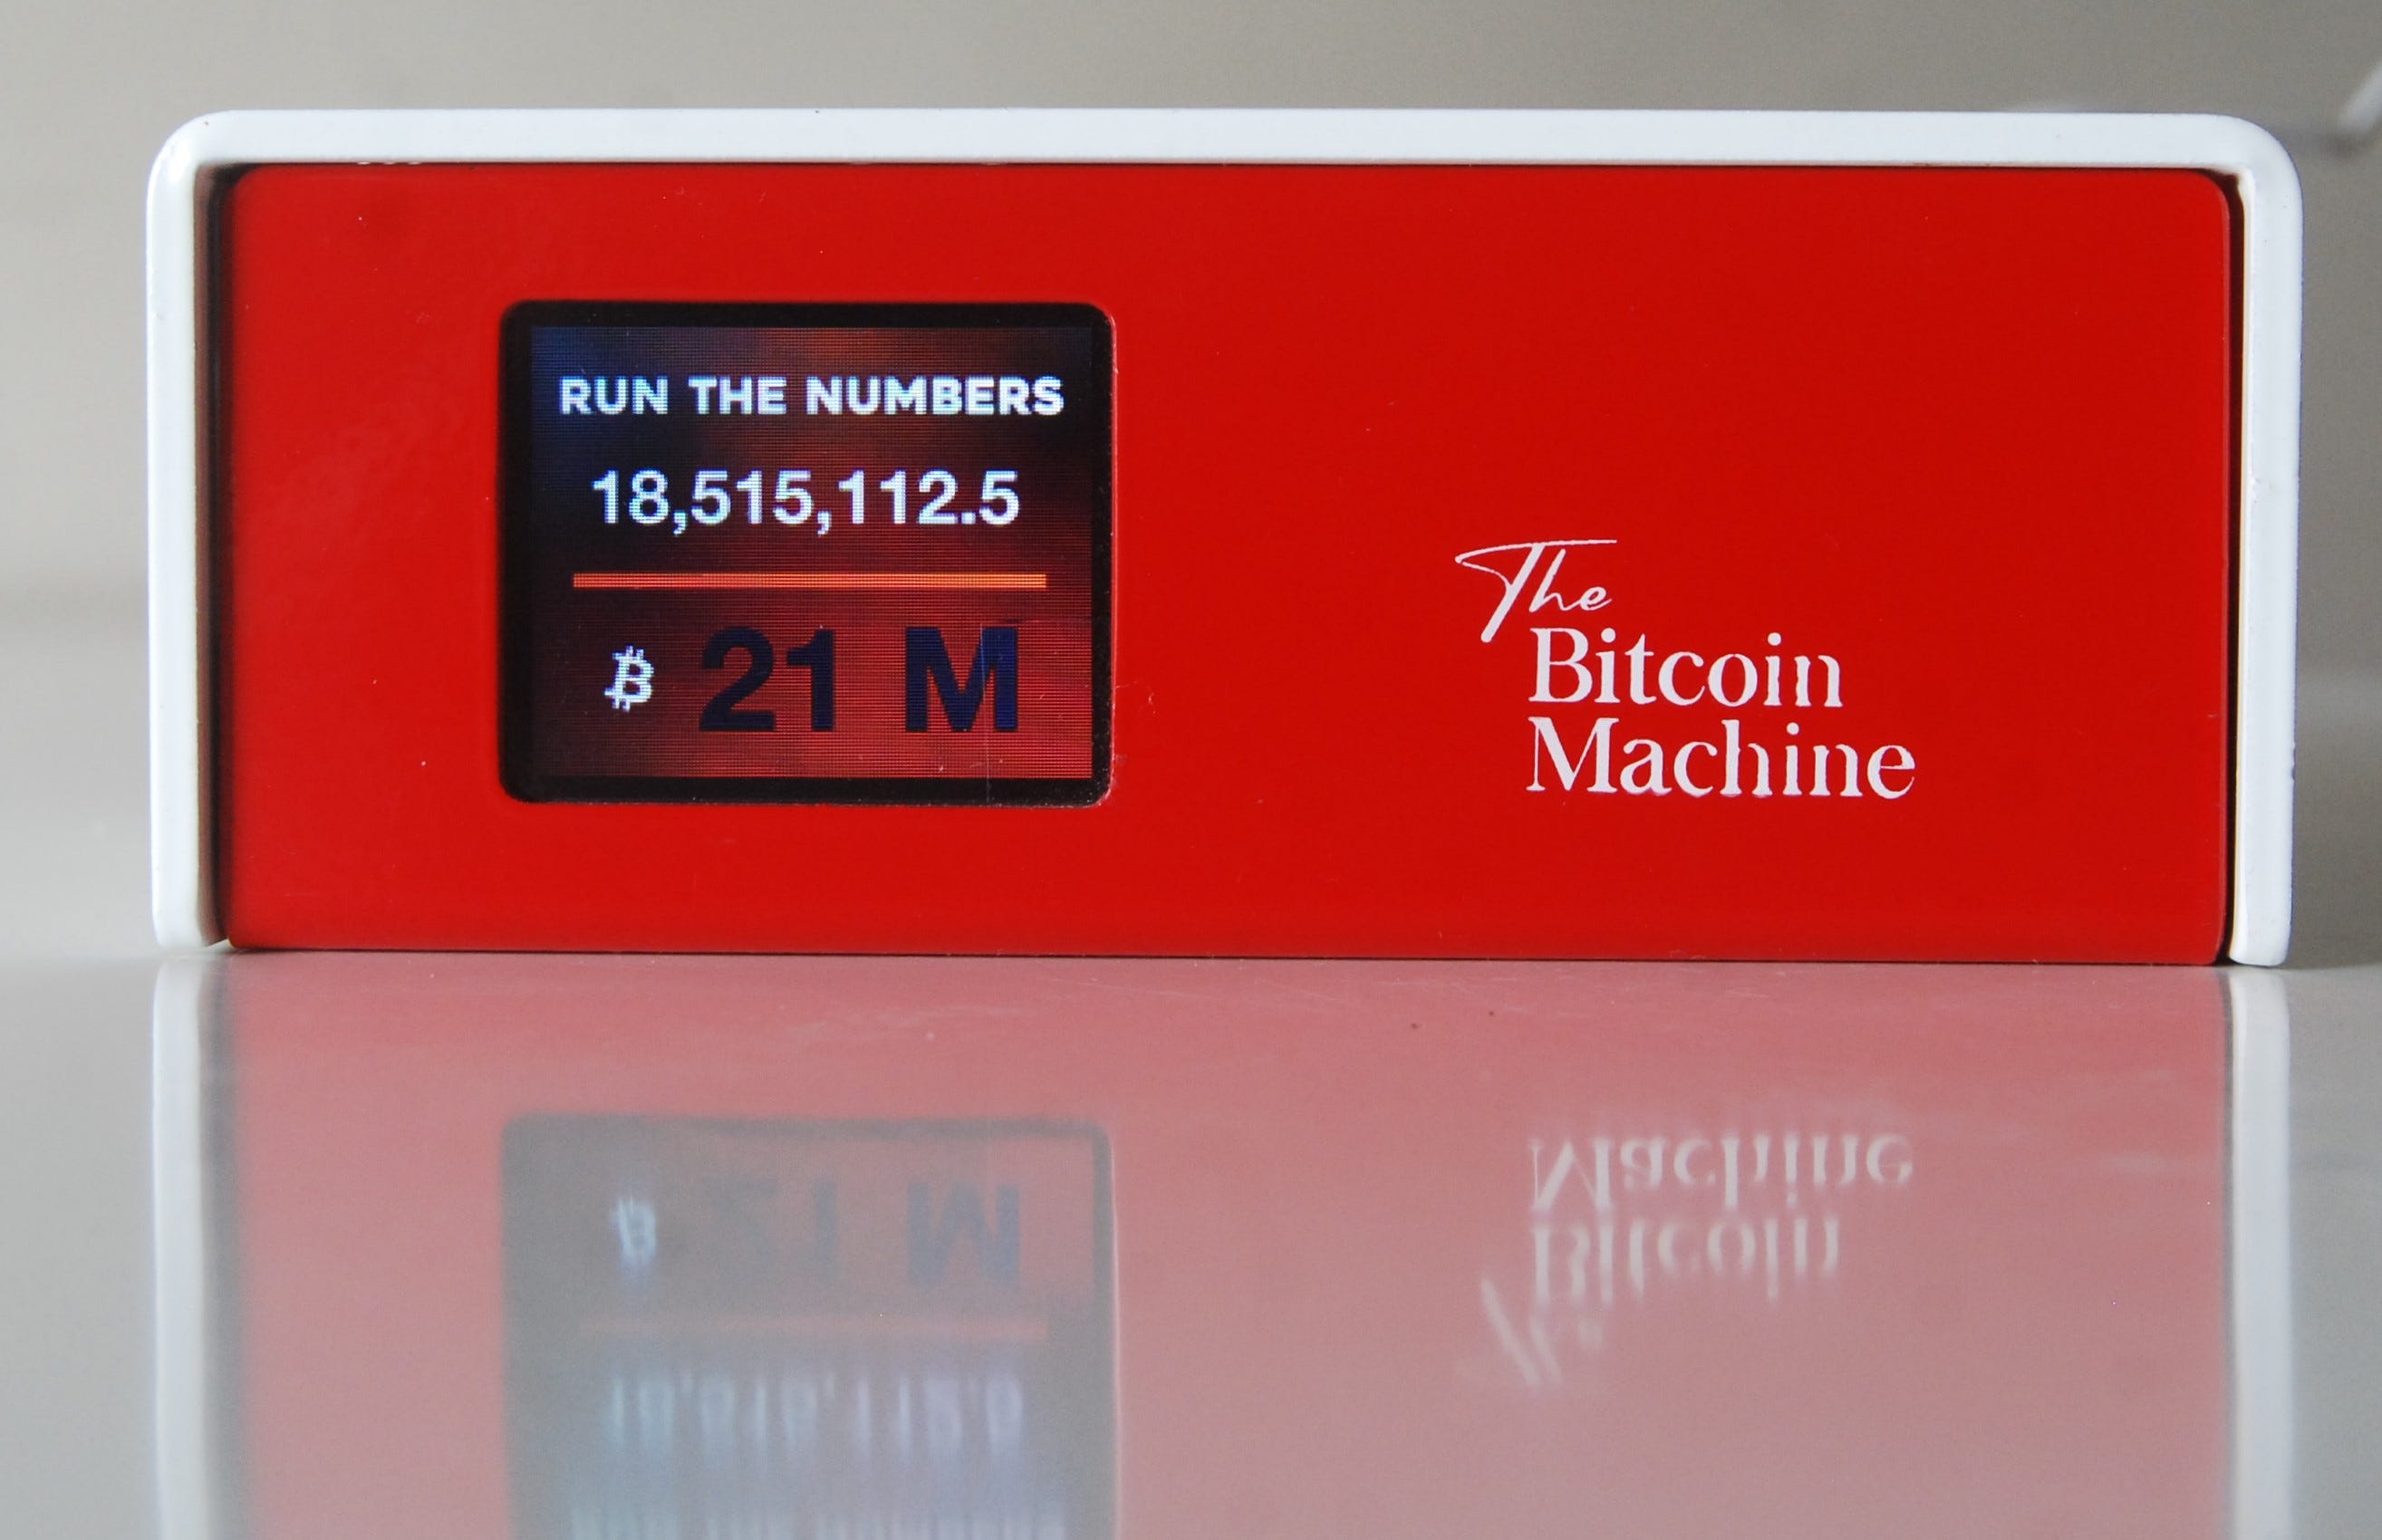 RUN THE NUMBERS
18,515,112.5
₿ 21 M
The
Bitcoin
Machine